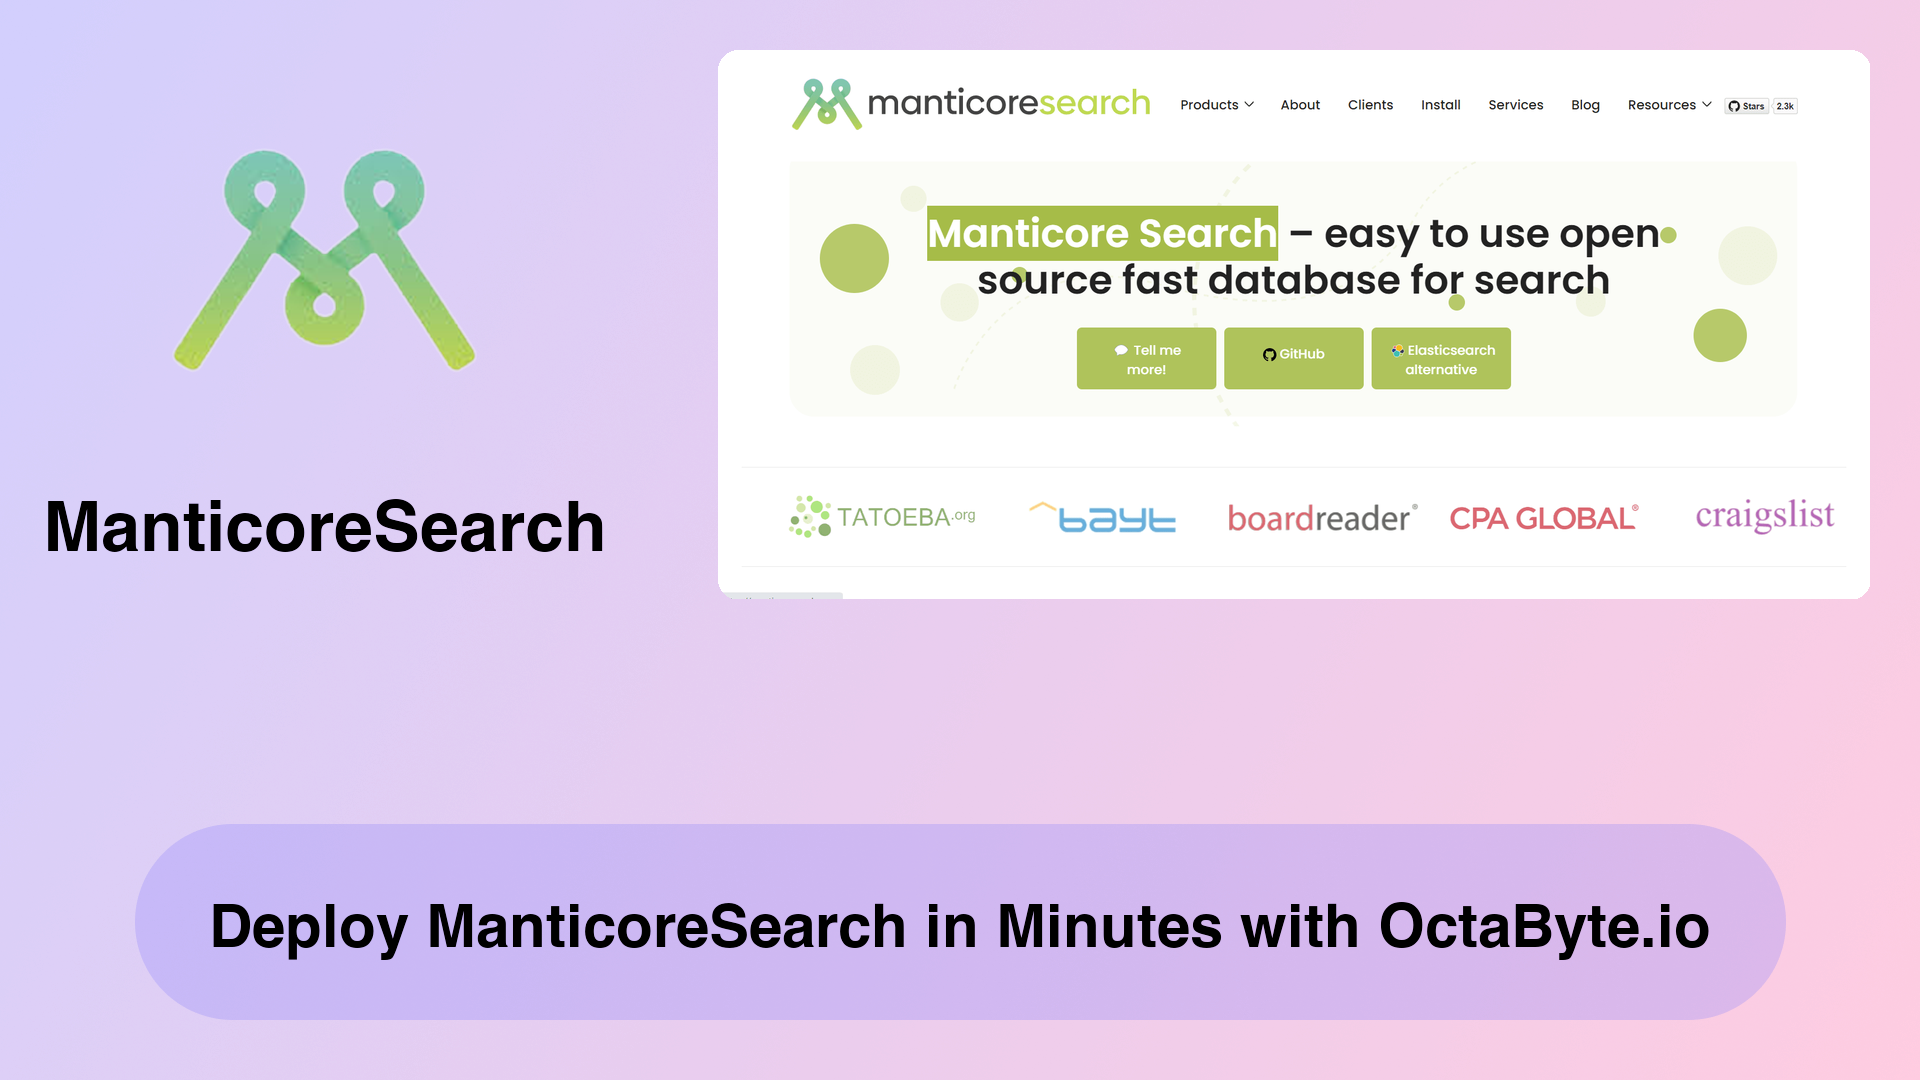 manticoresearch
Products About Clients Install Services Blog Resources Stars 2.3k
Manticore Search – easy to use open
source fast database for search
Tell me
more!
GitHub
Elasticsearch
alternative
TATOEBA.org bayt boardreader® CPA GLOBAL® craigslist
ManticoreSearch
Deploy ManticoreSearch in Minutes with OctaByte.io